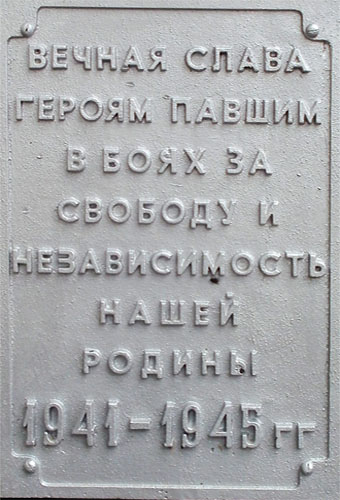 ВЕЧНАЯ СЛАВА
ГЕРОЯМ ПАВШИМ
В БОЯХ ЗА
СВОБОДУ И
НЕЗАВИСИМОСТЬ
НАШЕЙ
РОДИНЫ
1941-1945 ГГ